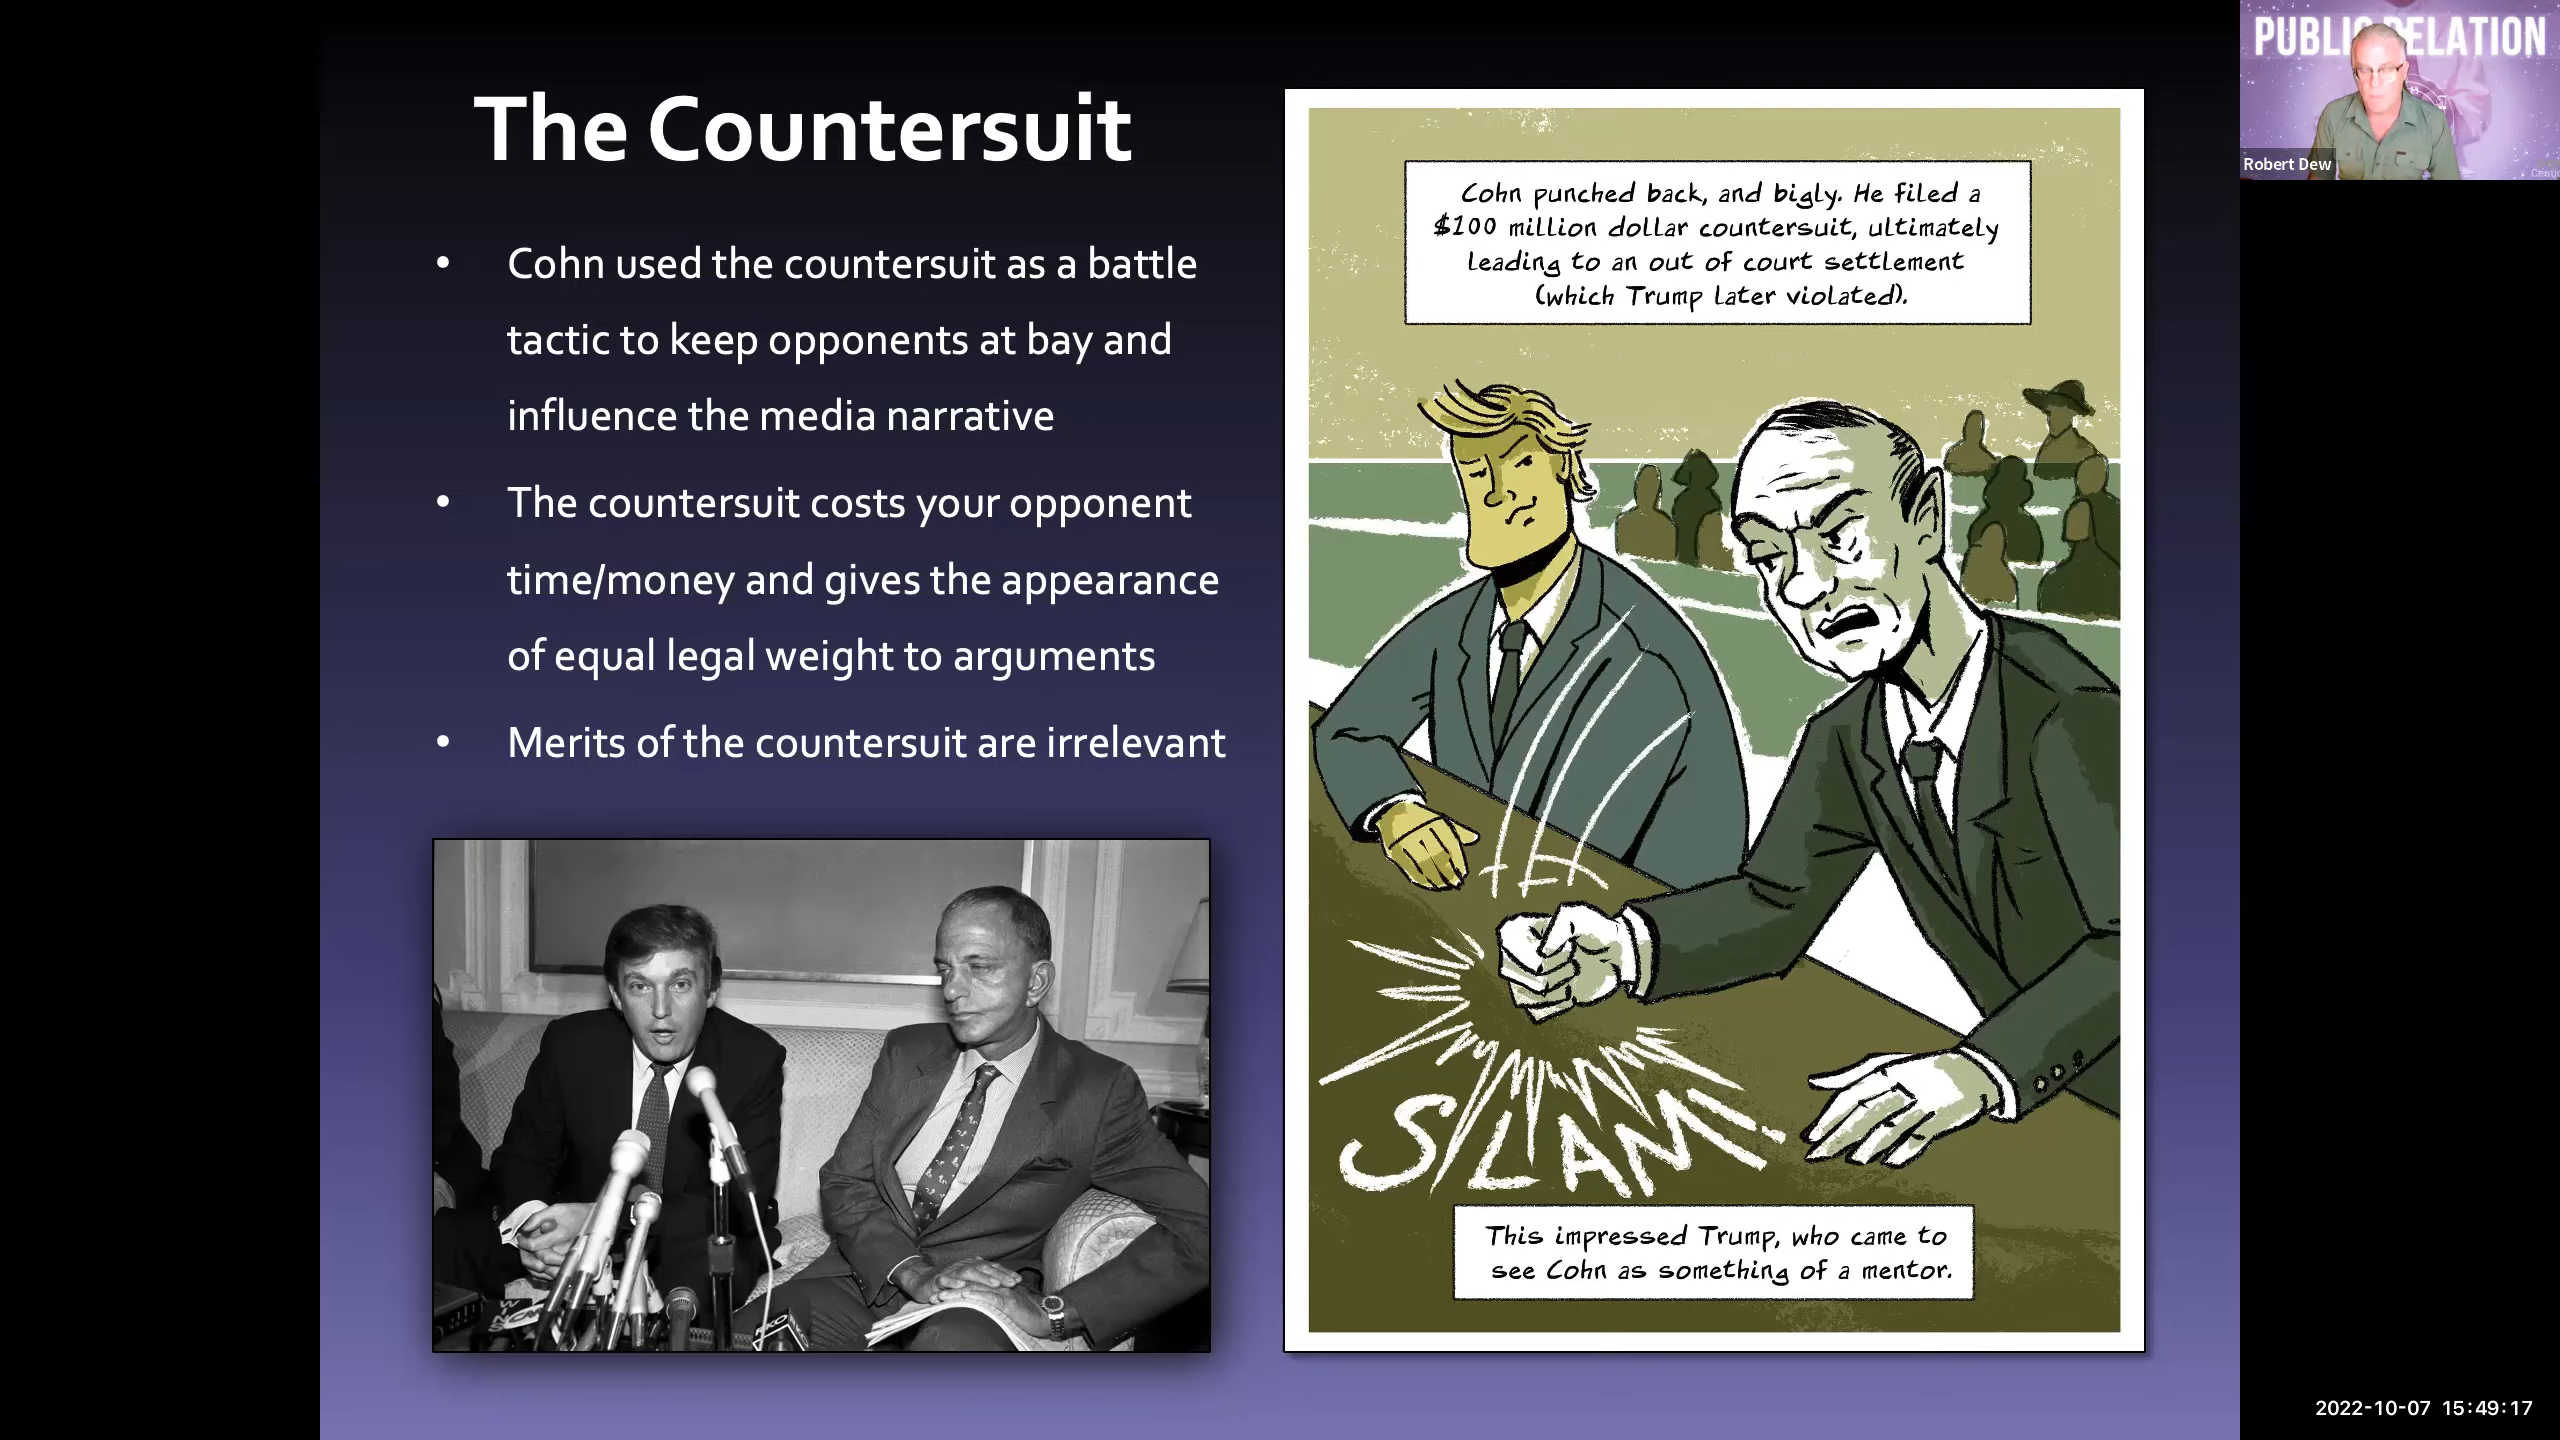 The Countersuit
• Cohn used the countersuit as a battle
tactic to keep opponents at bay and
influence the media narrative
• The countersuit costs your opponent
time/money and gives the appearance
of equal legal weight to arguments
• Merits of the countersuit are irrelevant
Cohn punched back, and bigly. He filed a
$100 million dollar countersuit, ultimately
leading to an out of court settlement
(which Trump later violated).
SLAM!
This impressed Trump, who came to
see Cohn as something of a mentor.
PUBLIC RELATION
Robert Dew
2022-10-07 15:49:17